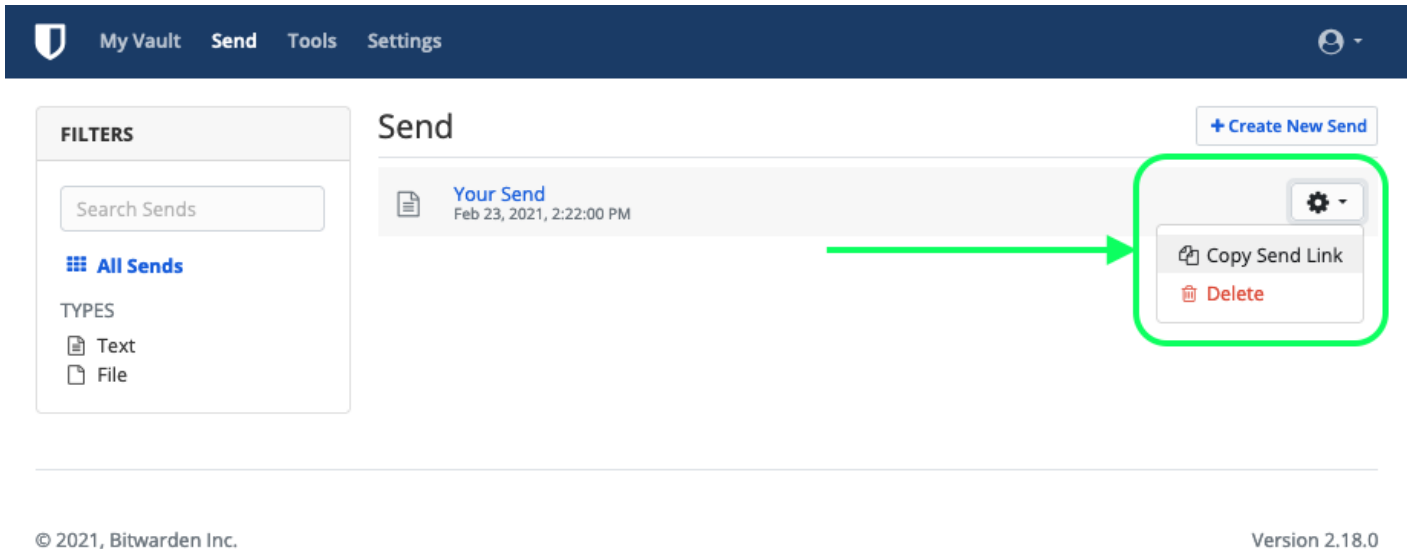 My Vault Send Tools Settings
FILTERS
Search Sends
All Sends
TYPES
Text
File
Send
+ Create New Send
Your Send
Feb 23, 2021, 2:22:00 PM
Copy Send Link
Delete
© 2021, Bitwarden Inc.
Version 2.18.0